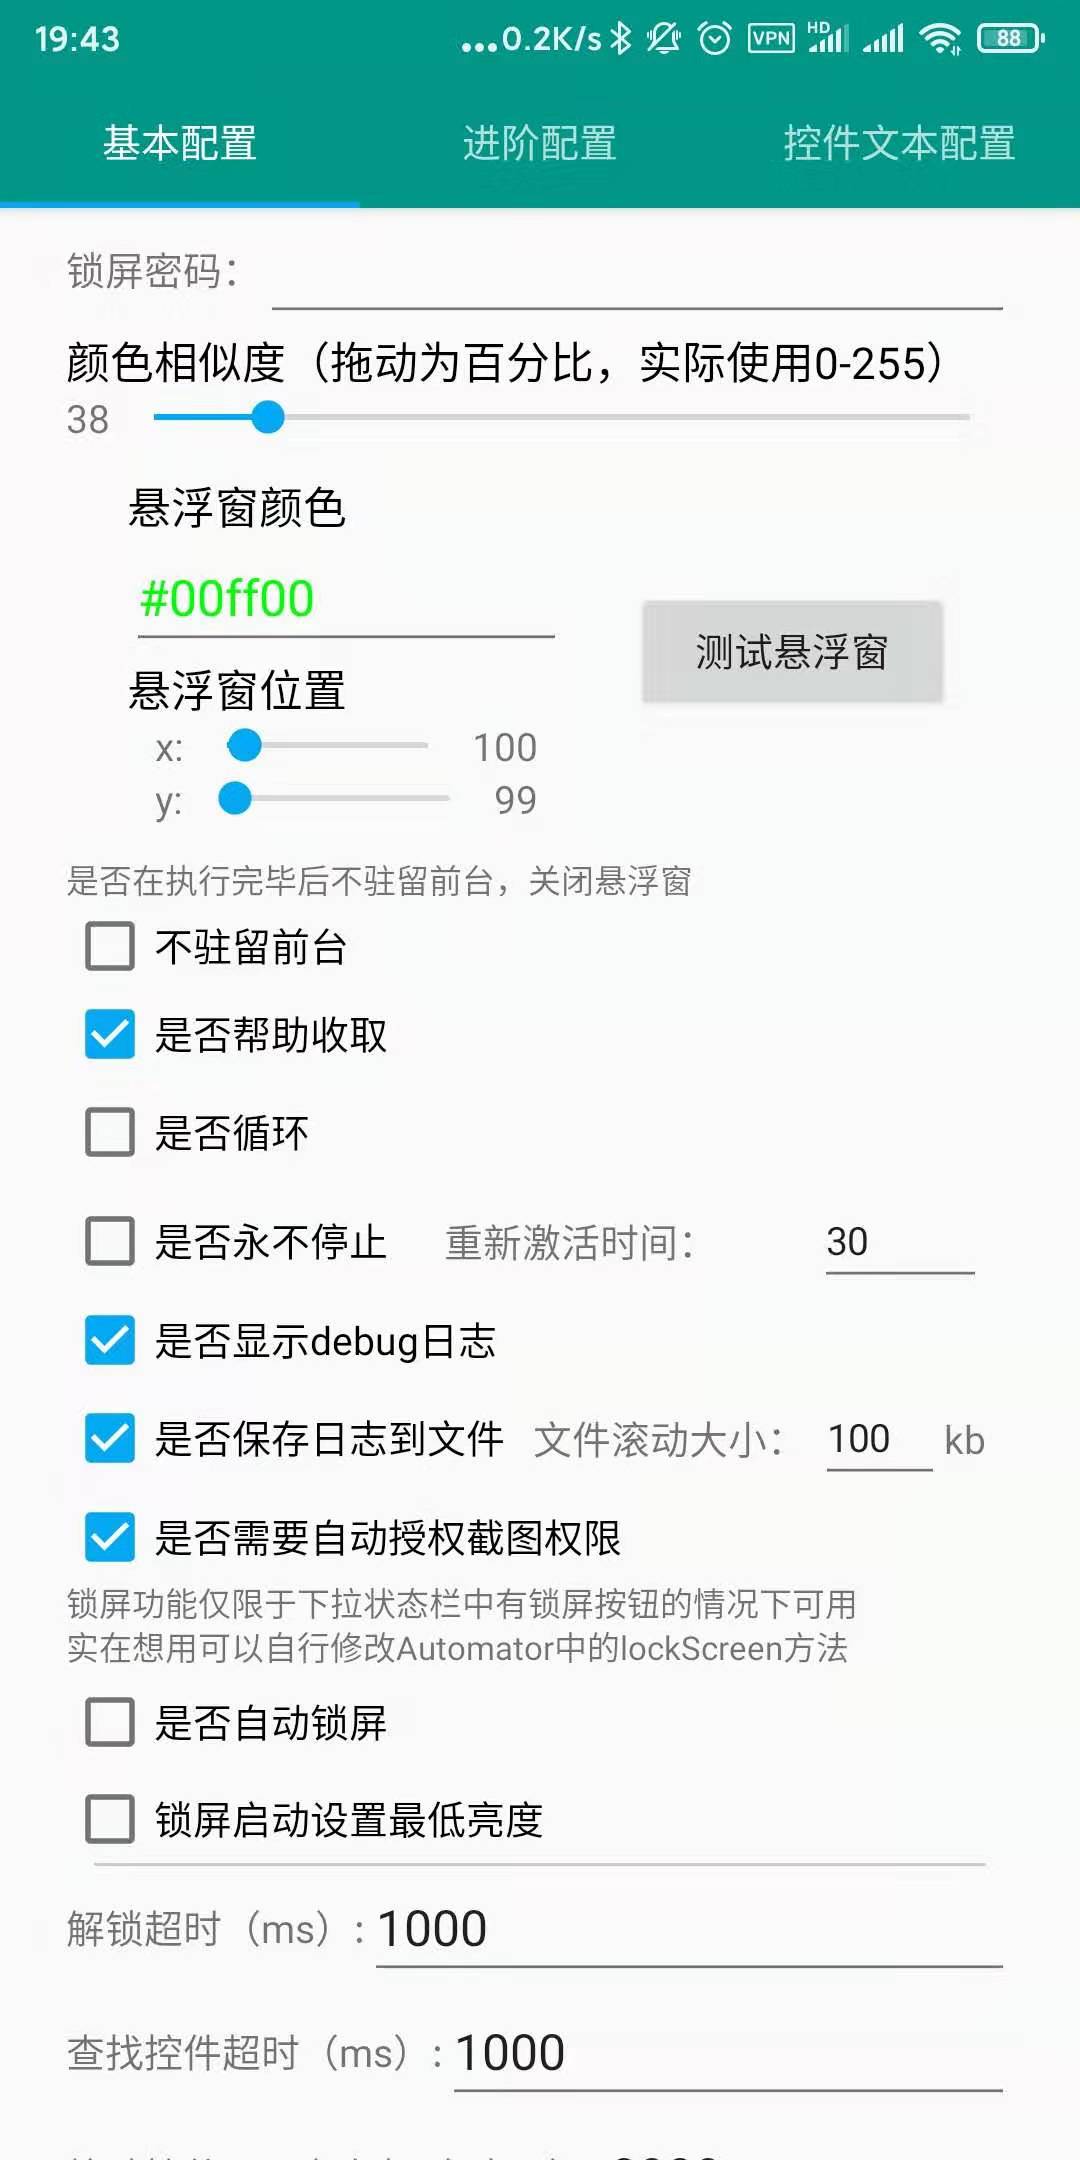 19:43 ...0.2K/s VPN HD 88
基本配置 进阶配置 控件文本配置
锁屏密码：
颜色相似度（拖动为百分比，实际使用0-255）
38
悬浮窗颜色
#00ff00
测试悬浮窗
悬浮窗位置
x: 100
y: 99
是否在执行完毕后不驻留前台，关闭悬浮窗
不驻留前台
是否帮助收取
是否循环
是否永不停止 重新激活时间： 30
是否显示debug日志
是否保存日志到文件 文件滚动大小： 100 kb
是否需要自动授权截图权限
锁屏功能仅限于下拉状态栏中有锁屏按钮的情况下可用
实在想用可以自行修改Automator中的lockScreen方法
是否自动锁屏
锁屏启动设置最低亮度
解锁超时（ms）: 1000
查找控件超时（ms）: 1000